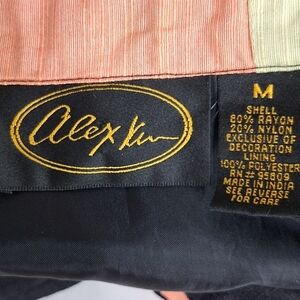 Alex Kim
M
SHELL
80% RAYON
20% NYLON
EXCLUSIVE OF
DECORATION
LINING
100% POLYESTER
RN# 95809
MADE IN INDIA
SEE REVERSE
FOR CARE